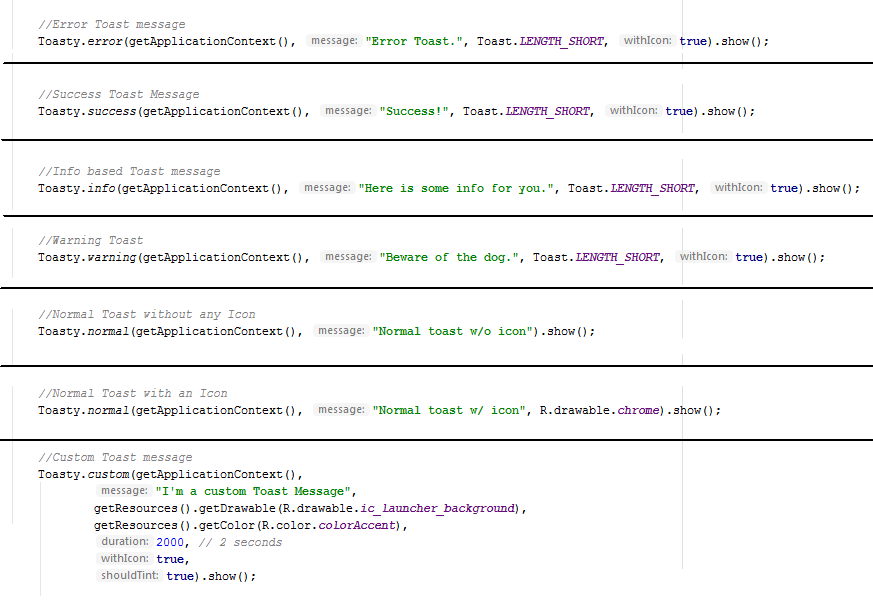 //Error Toast message
Toasty.error(getApplicationContext(), message: "Error Toast.", Toast.LENGTH_SHORT, withIcon: true).show();
//Success Toast Message
Toasty.success(getApplicationContext(), message: "Success!", Toast.LENGTH_SHORT, withIcon: true).show();
//Info based Toast message
Toasty.info(getApplicationContext(), message: "Here is some info for you.", Toast.LENGTH_SHORT, withIcon: true).show();
//Warning Toast
Toasty.warning(getApplicationContext(), message: "Beware of the dog.", Toast.LENGTH_SHORT, withIcon: true).show();
//Normal Toast without any Icon
Toasty.normal(getApplicationContext(), message: "Normal toast w/o icon").show();
//Normal Toast with an Icon
Toasty.normal(getApplicationContext(), message: "Normal toast w/ icon", R.drawable.chrome).show();
//Custom Toast message
Toasty.custom(getApplicationContext(),
message: "I'm a custom Toast Message",
getResources().getDrawable(R.drawable.ic_launcher_background),
getResources().getColor(R.color.colorAccent),
duration: 2000, // 2 seconds
withIcon: true,
shouldTint: true).show();